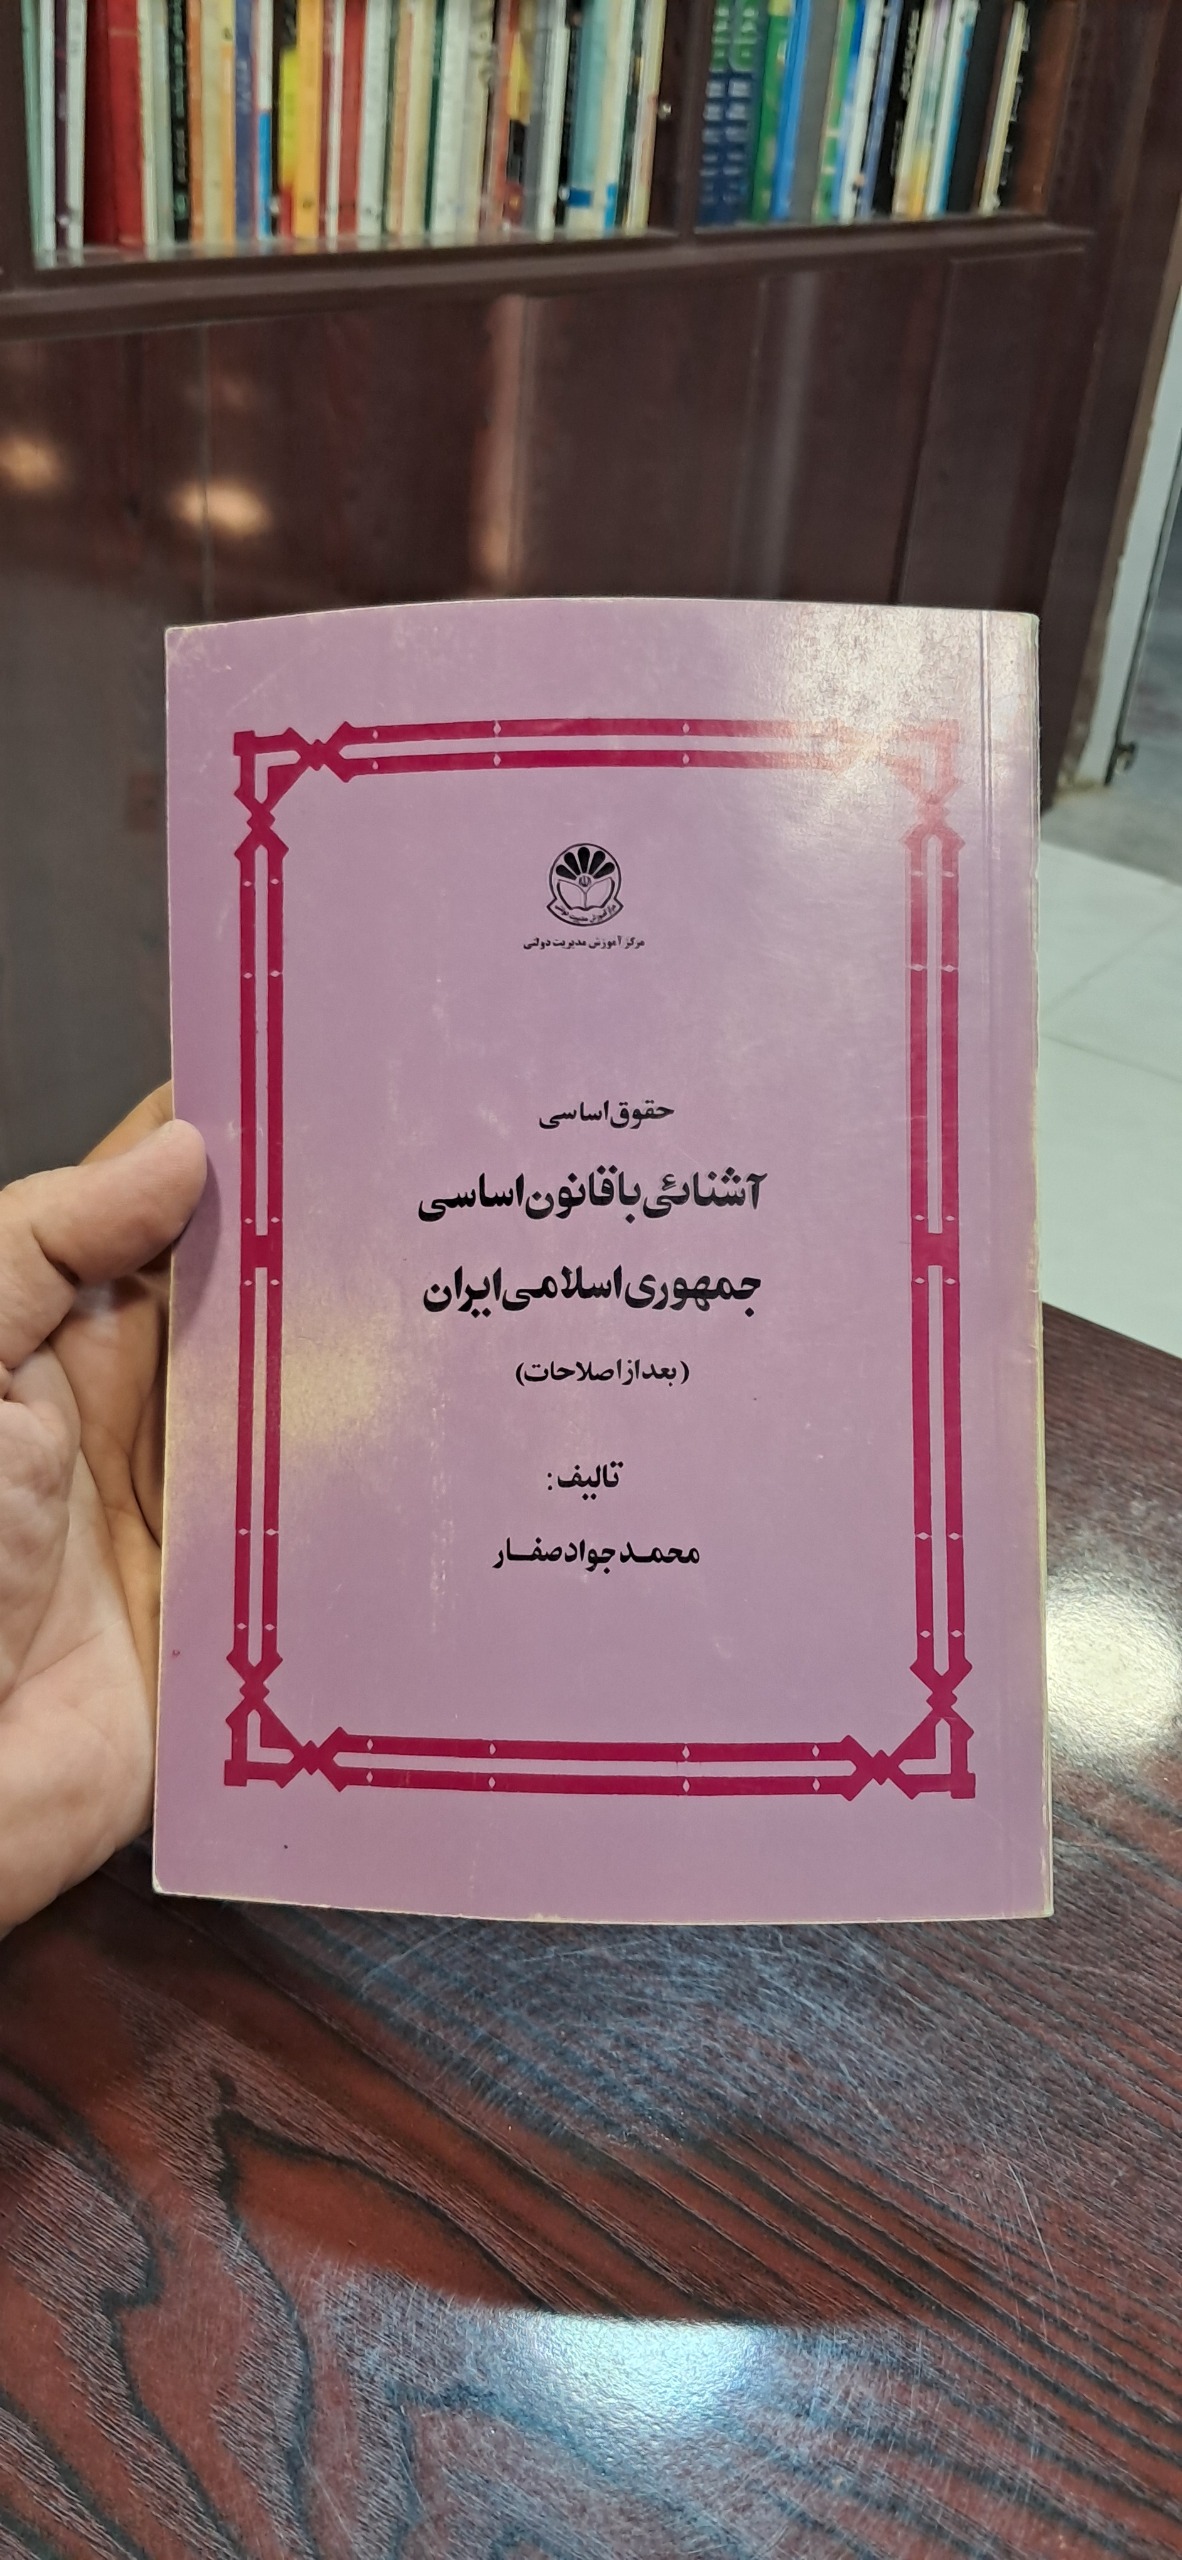 مرکز آموزش مدیریت دولتی
حقوق اساسی
آشنائی با قانون اساسی
جمهوری اسلامی ایران
(بعد از اصلاحات)
تالیف:
محمد جواد صفار